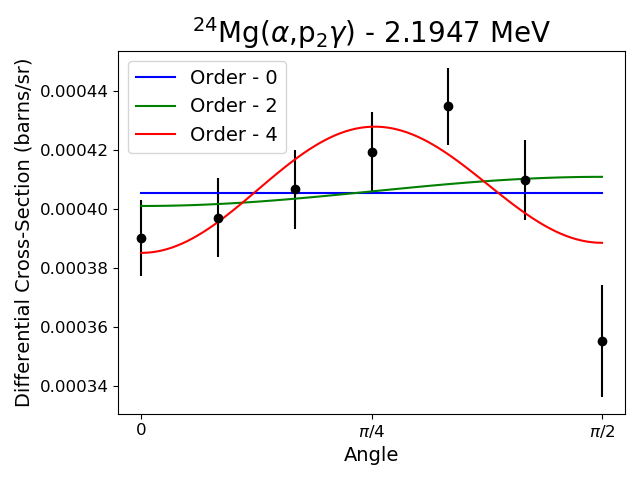 ²⁴Mg(α,p₂γ) - 2.1947 MeV
Order - 0
Order - 2
Order - 4
Differential Cross-Section (barns/sr)
0.00044
0.00042
0.00040
0.00038
0.00036
0.00034
0
π/4
π/2
Angle